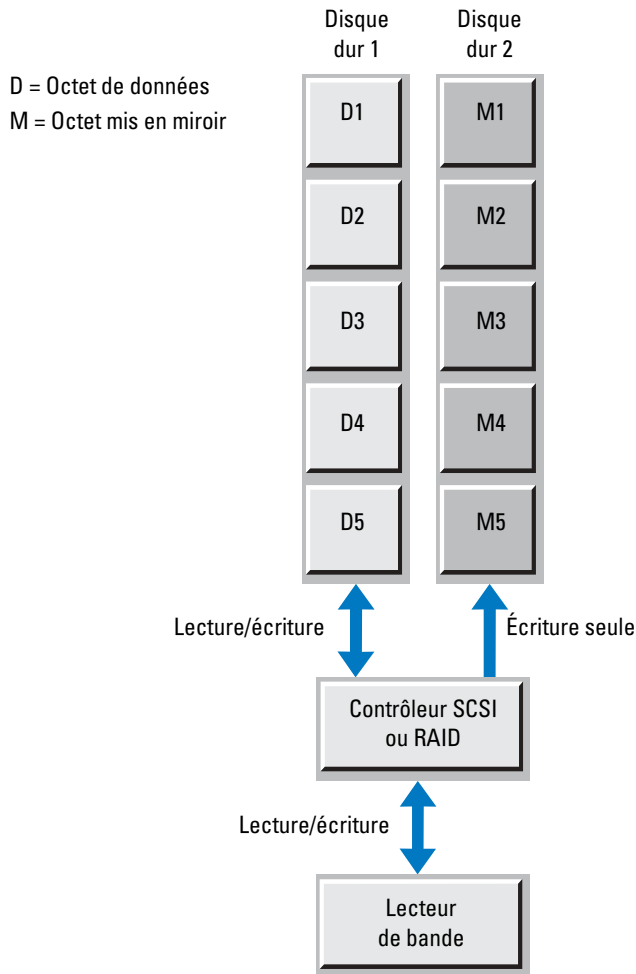 Disque
dur 1
Disque
dur 2
D = Octet de données
M = Octet mis en miroir
D1
M1
D2
M2
D3
M3
D4
M4
D5
M5
Lecture/écriture
Écriture seule
Contrôleur SCSI
ou RAID
Lecture/écriture
Lecteur
de bande